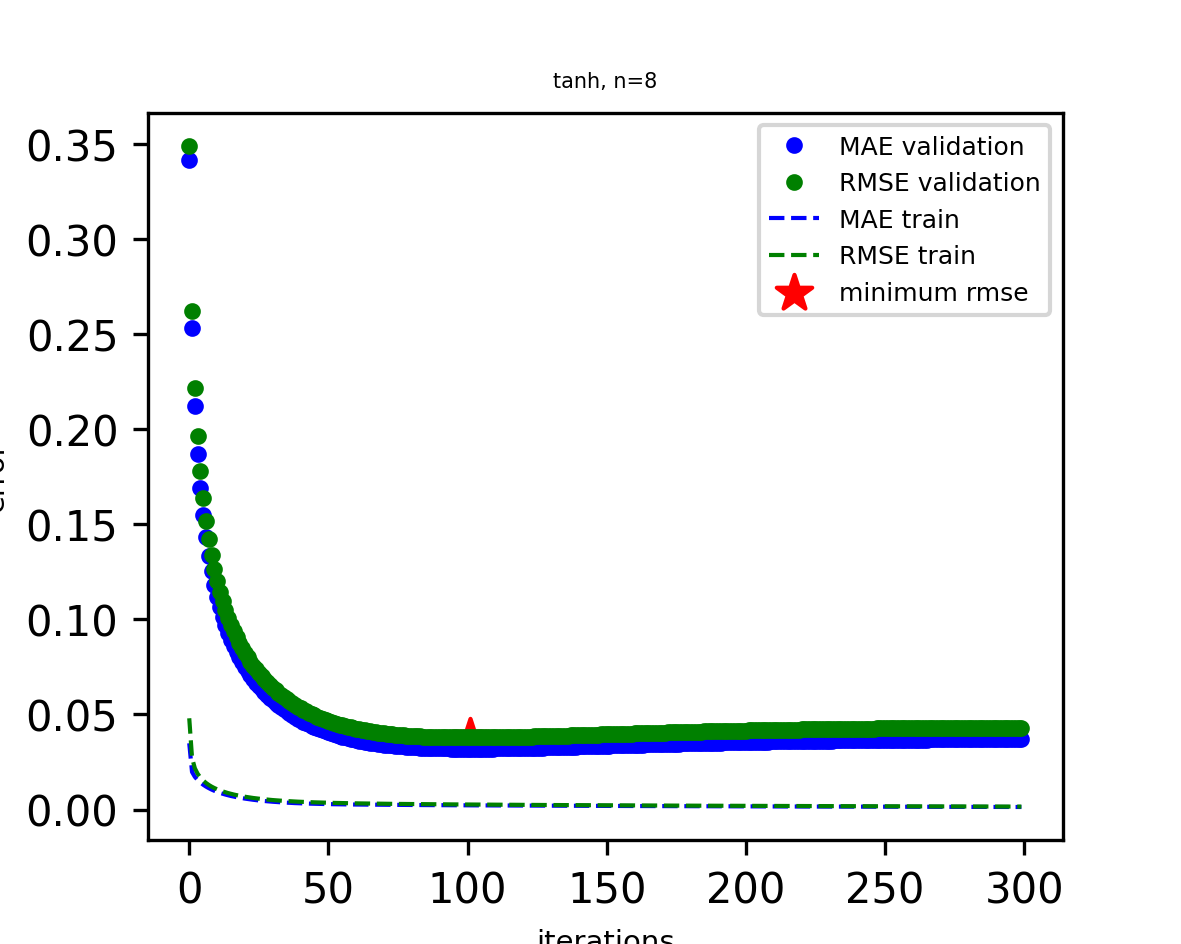 tanh, n=8
0.35
0.30
0.25
0.20
0.15
0.10
0.05
0.00
MAE validation
RMSE validation
MAE train
RMSE train
minimum rmse
0 50 100 150 200 250 300
iterations